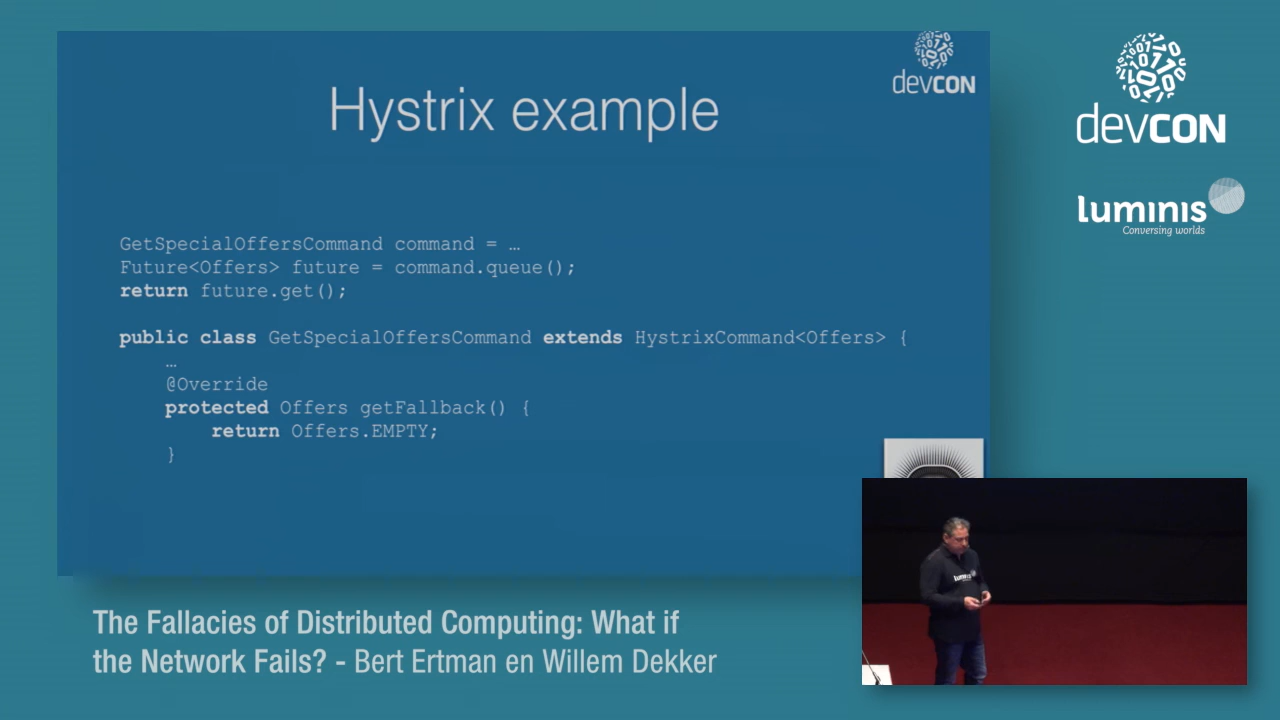 devcon
Hystrix example
GetSpecialOffersCommand command = …
Future<Offers> future = command.queue();
return future.get();
public class GetSpecialOffersCommand extends HystrixCommand<Offers> {
…
@Override
protected Offers getFallback() {
return Offers.EMPTY;
}
The Fallacies of Distributed Computing: What if
the Network Fails? - Bert Ertman en Willem Dekker
devcon
luminis
Conversing worlds
luminis